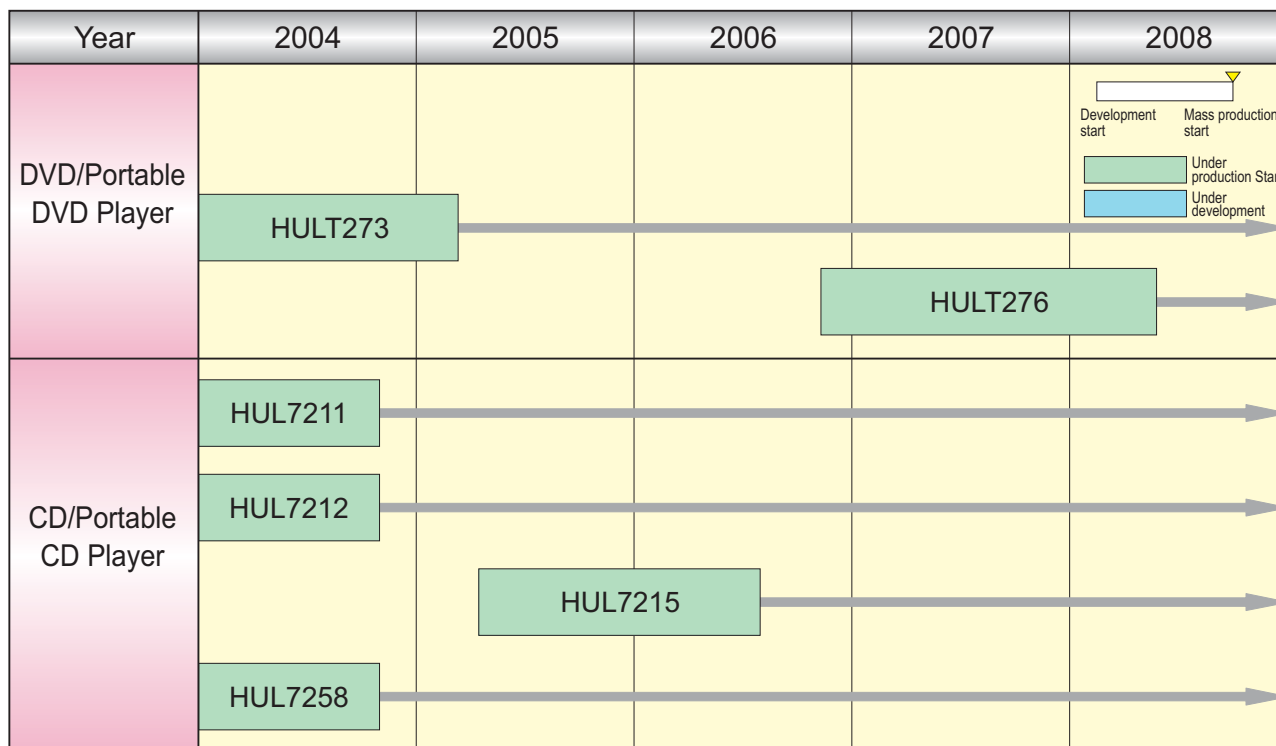 Year 2004 2005 2006 2007 2008
Development
start
Mass production
start
Under
production Star
Under
development
DVD/Portable
DVD Player
HULT273
HULT276
CD/Portable
CD Player
HUL7211
HUL7212
HUL7215
HUL7258